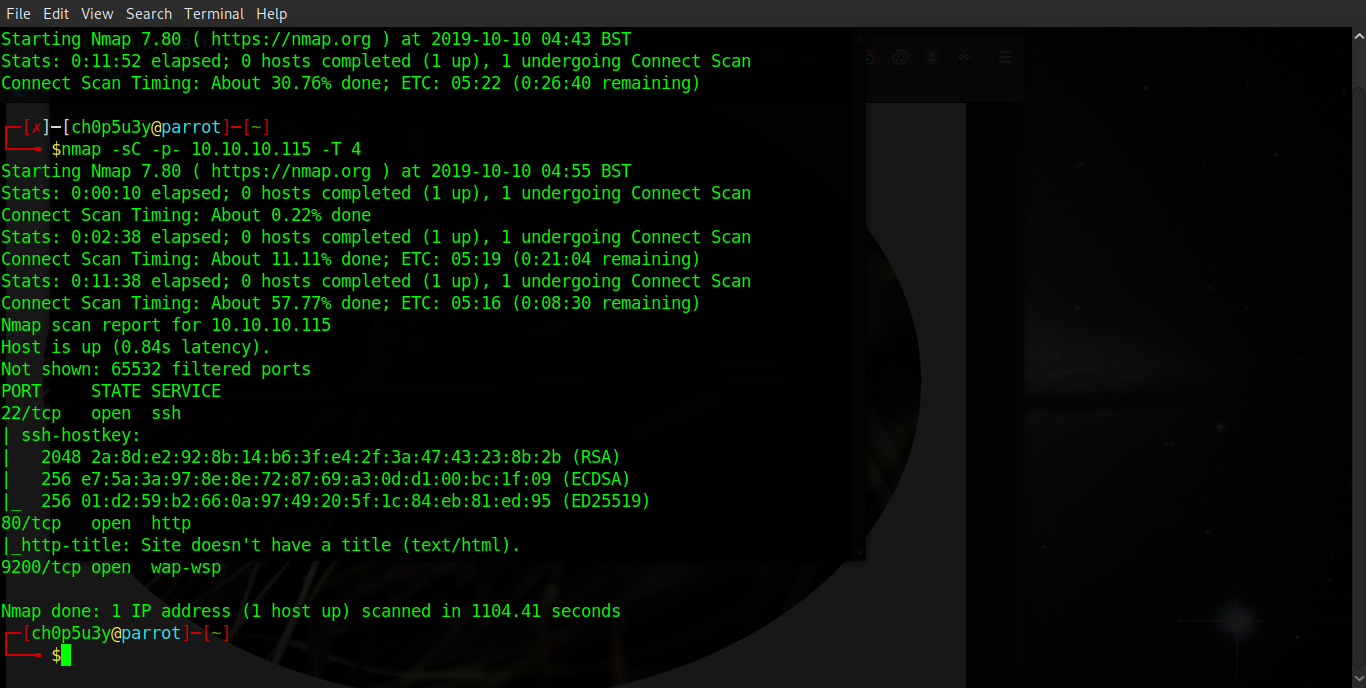 File Edit View Search Terminal Help
Starting Nmap 7.80 ( https://nmap.org ) at 2019-10-10 04:43 BST
Stats: 0:11:52 elapsed; 0 hosts completed (1 up), 1 undergoing Connect Scan
Connect Scan Timing: About 30.76% done; ETC: 05:22 (0:26:40 remaining)
┌─[✗]─[ch0p5u3y@parrot]─[~]
└──╼ $nmap -sC -p- 10.10.10.115 -T 4
Starting Nmap 7.80 ( https://nmap.org ) at 2019-10-10 04:55 BST
Stats: 0:00:10 elapsed; 0 hosts completed (1 up), 1 undergoing Connect Scan
Connect Scan Timing: About 0.22% done
Stats: 0:02:38 elapsed; 0 hosts completed (1 up), 1 undergoing Connect Scan
Connect Scan Timing: About 11.11% done; ETC: 05:19 (0:21:04 remaining)
Stats: 0:11:38 elapsed; 0 hosts completed (1 up), 1 undergoing Connect Scan
Connect Scan Timing: About 57.77% done; ETC: 05:16 (0:08:30 remaining)
Nmap scan report for 10.10.10.115
Host is up (0.84s latency).
Not shown: 65532 filtered ports
PORT     STATE SERVICE
22/tcp   open  ssh
| ssh-hostkey:
|   2048 2a:8d:e2:92:8b:14:b6:3f:e4:2f:3a:47:43:23:8b:2b (RSA)
|   256 e7:5a:3a:97:8e:8e:72:87:69:a3:0d:d1:00:bc:1f:09 (ECDSA)
|_  256 01:d2:59:b2:66:0a:97:49:20:5f:1c:84:eb:81:ed:95 (ED25519)
80/tcp   open  http
|_http-title: Site doesn't have a title (text/html).
9200/tcp open  wap-wsp
Nmap done: 1 IP address (1 host up) scanned in 1104.41 seconds
┌─[ch0p5u3y@parrot]─[~]
└──╼ $